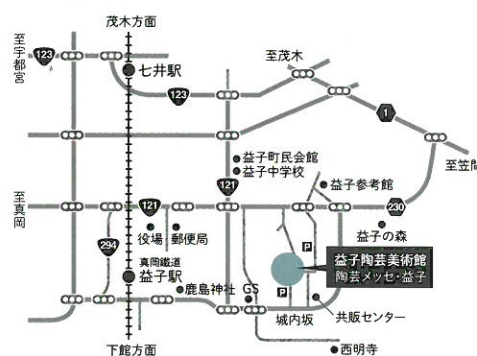 茂木方面
至宇都宮
123
七井駅
至茂木
123
1
至笠間
益子町民会館
益子中学校
益子参考館
121
121
至真岡
230
役場
郵便局
益子の森
294
真岡鐵道
益子駅
P
益子陶芸美術館
陶芸メッセ・益子
鹿島神社
GS
P
城内坂
共販センター
西明寺
下館方面